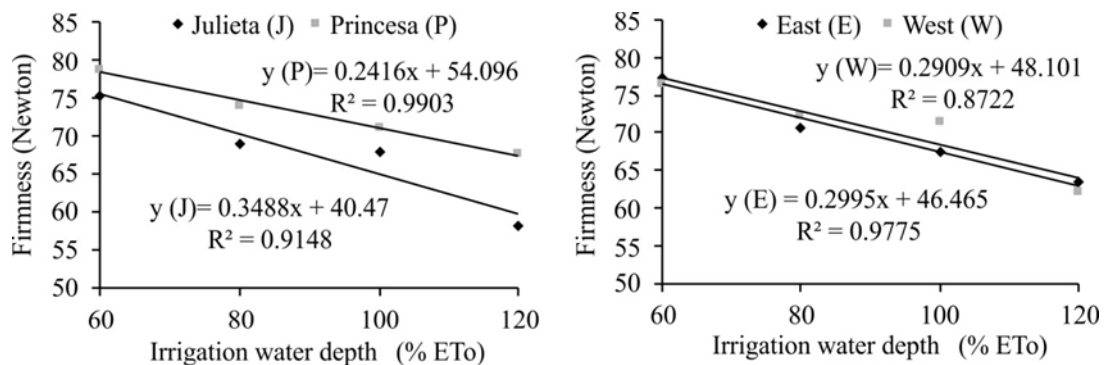 85
80
75
70
65
60
55
50
Firmness (Newton)
Julieta (J) Princesa (P)
y (P)= 0.2416x + 54.096
R² = 0.9903
y (J)= 0.3488x + 40.47
R² = 0.9148
60 80 100 120
Irrigation water depth (% ETo)
85
80
75
70
65
60
55
50
Firmness (Newton)
East (E) West (W)
y (W)= 0.2909x + 48.101
R² = 0.8722
y (E)= 0.2995x + 46.465
R² = 0.9775
60 80 100 120
Irrigation water depth (% ETo)